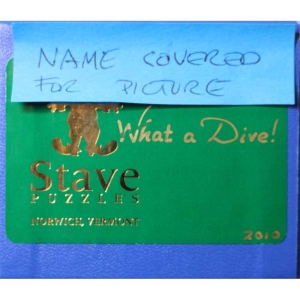 NAME COVERED
FOR PICTURE
What a Dive!
Stave
PUZZLES
NORWICH, VERMONT
2010